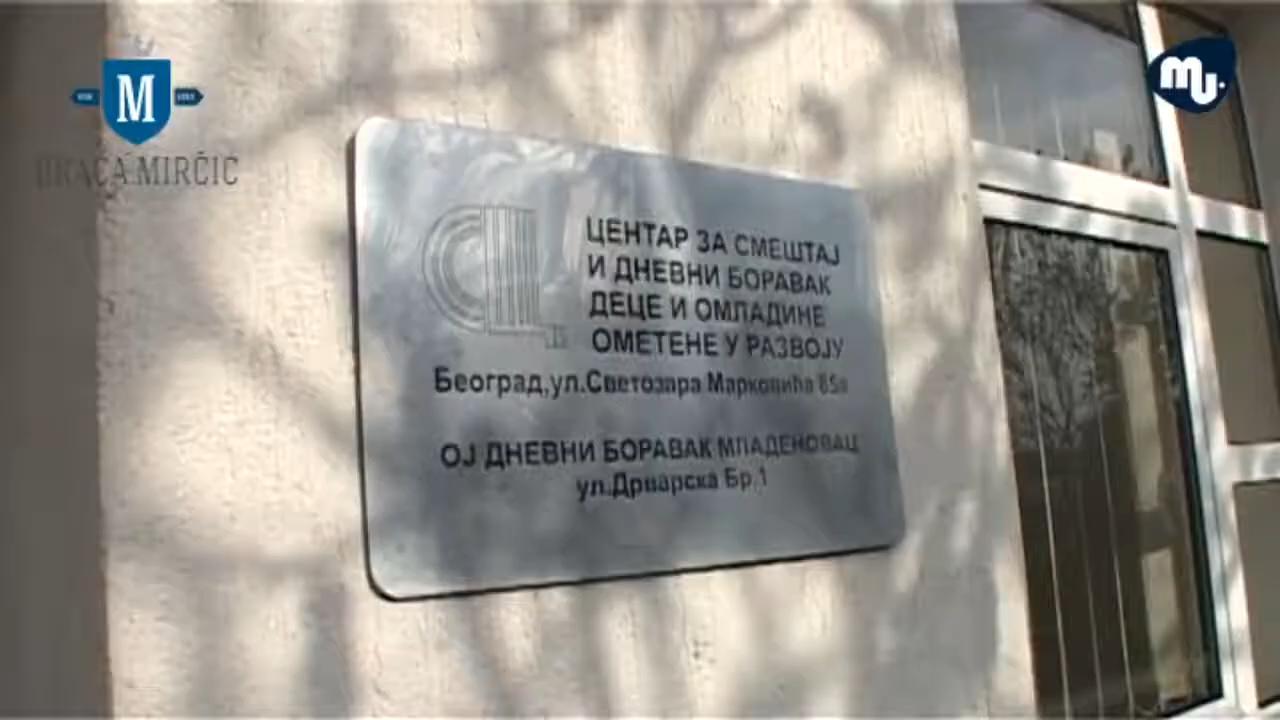 M
BRAĆA MIRČIĆ
mu.
ЦЕНТАР ЗА СМЕШТАЈ
И ДНЕВНИ БОРАВАК
ДЕЦЕ И ОМЛАДИНЕ
ОМЕТЕНЕ У РАЗВОЈУ
Београд,ул.Светозара Марковића 85а
ОЈ ДНЕВНИ БОРАВАК МЛАДЕНОВАЦ
ул.Дрварска Бр.1